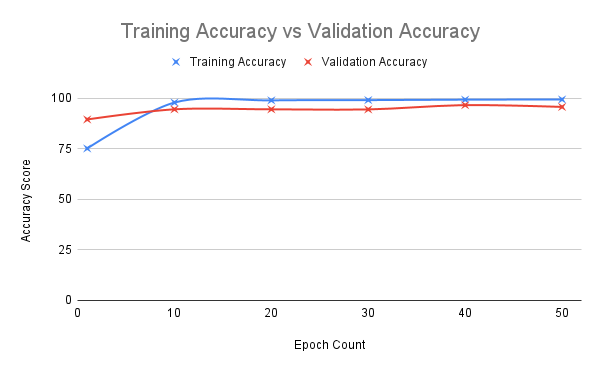 Training Accuracy vs Validation Accuracy
Training Accuracy
Validation Accuracy
100
75
50
25
0
Accuracy Score
0 10 20 30 40 50
Epoch Count